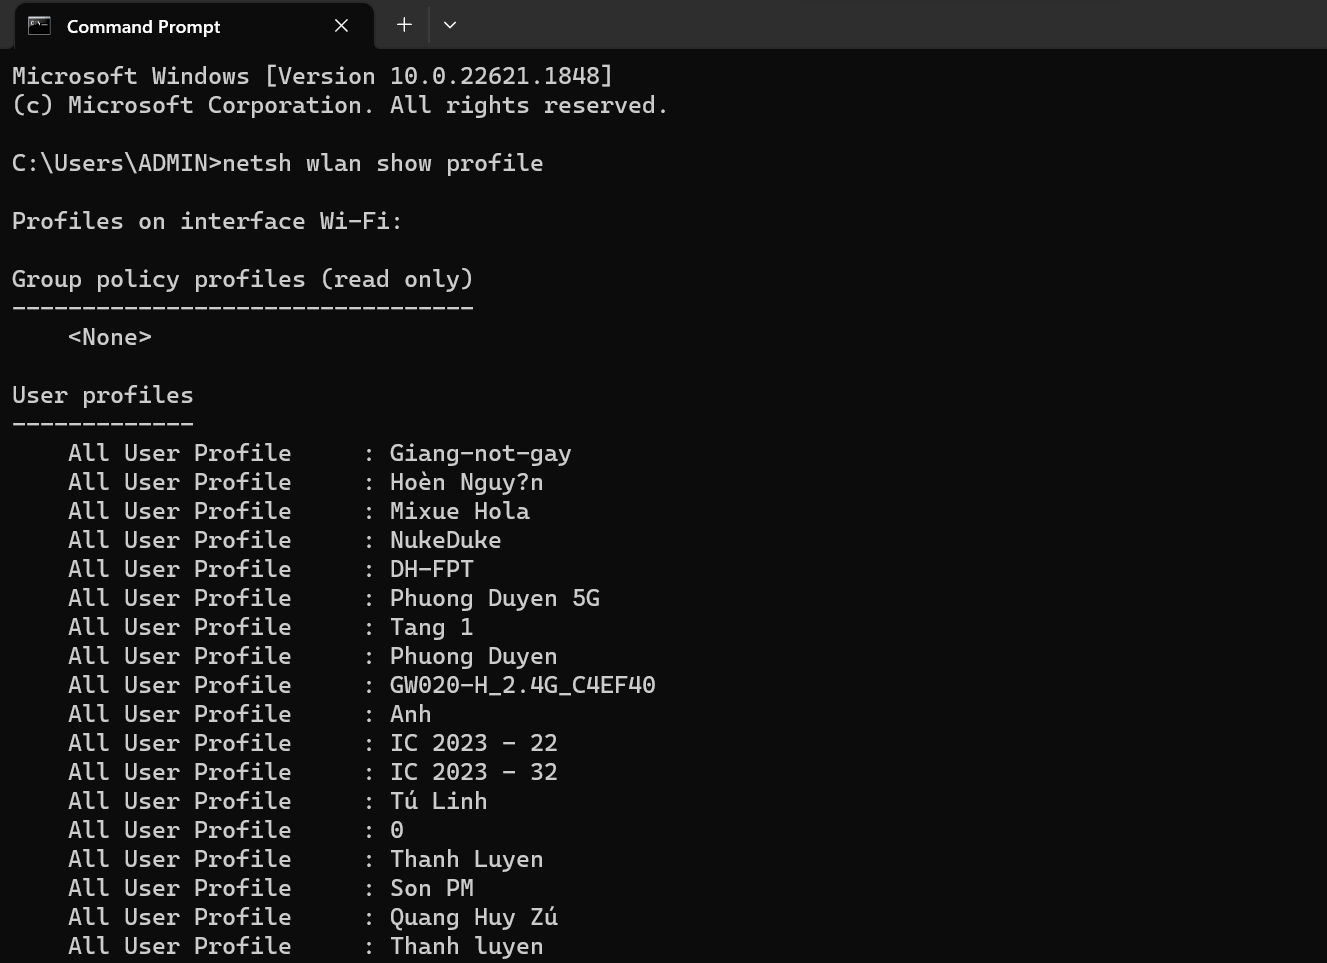 Command Prompt
Microsoft Windows [Version 10.0.22621.1848]
(c) Microsoft Corporation. All rights reserved.
C:\Users\ADMIN>netsh wlan show profile
Profiles on interface Wi-Fi:
Group policy profiles (read only)
---------------------------------
    <None>
User profiles
-------------
    All User Profile     : Giang-not-gay
    All User Profile     : Hoèn Nguy?n
    All User Profile     : Mixue Hola
    All User Profile     : NukeDuke
    All User Profile     : DH-FPT
    All User Profile     : Phuong Duyen 5G
    All User Profile     : Tang 1
    All User Profile     : Phuong Duyen
    All User Profile     : GW020-H_2.4G_C4EF40
    All User Profile     : Anh
    All User Profile     : IC 2023 - 22
    All User Profile     : IC 2023 - 32
    All User Profile     : Tú Linh
    All User Profile     : 0
    All User Profile     : Thanh Luyen
    All User Profile     : Son PM
    All User Profile     : Quang Huy Zú
    All User Profile     : Thanh luyen